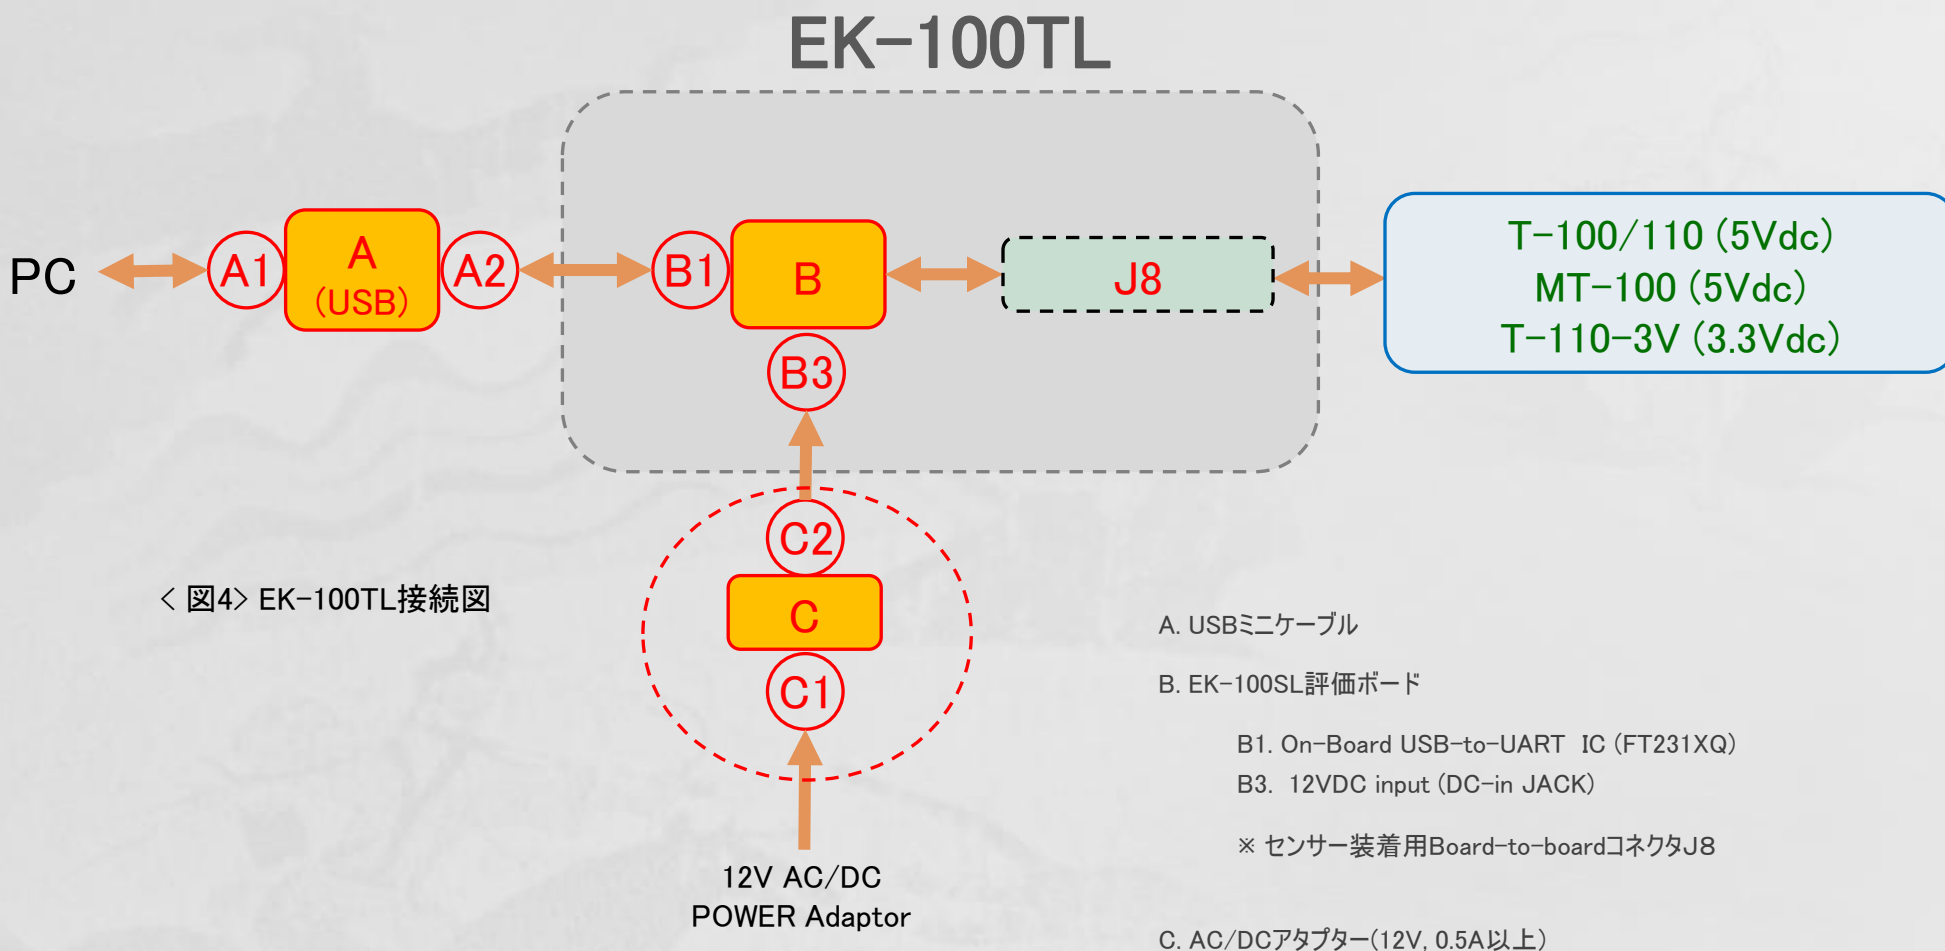 EK-100TL
PC
A1
A
(USB)
A2
B1
B
J8
T-100/110 (5Vdc)
MT-100 (5Vdc)
T-110-3V (3.3Vdc)
B3
C2
C
C1
12V AC/DC
POWER Adaptor
< 図4> EK-100TL接続図
A. USBミニケーブル
B. EK-100SL評価ボード
B1. On-Board USB-to-UART IC (FT231XQ)
B3. 12VDC input (DC-in JACK)
※ センサー装着用Board-to-boardコネクタJ8
C. AC/DCアタプター(12V, 0.5A以上)